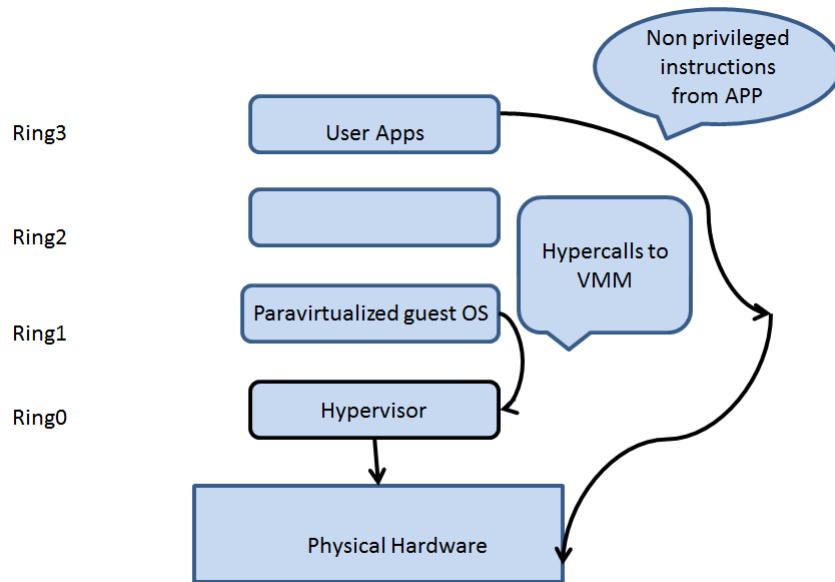 Non privileged
instructions
from APP
Ring3
User Apps
Ring2
Hypercalls to
VMM
Ring1
Paravirtualized guest OS
Ring0
Hypervisor
Physical Hardware